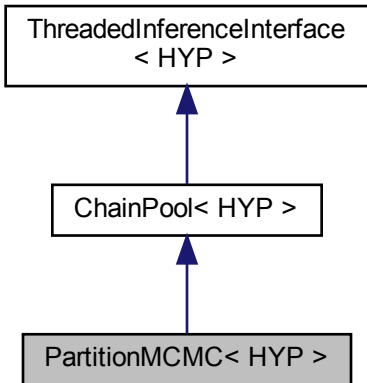 ThreadedInferenceInterface
< HYP >
ChainPool< HYP >
PartitionMCMC< HYP >